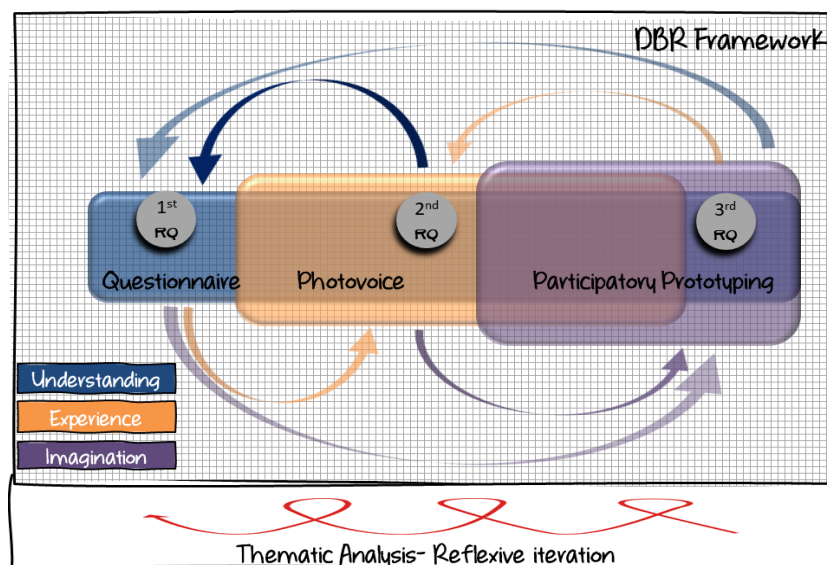 DBR Framework
1st
RQ
2nd
RQ
3rd
RQ
Questionnaire
Photovoice
Participatory Prototyping
Understanding
Experience
Imagination
Thematic Analysis- Reflexive iteration